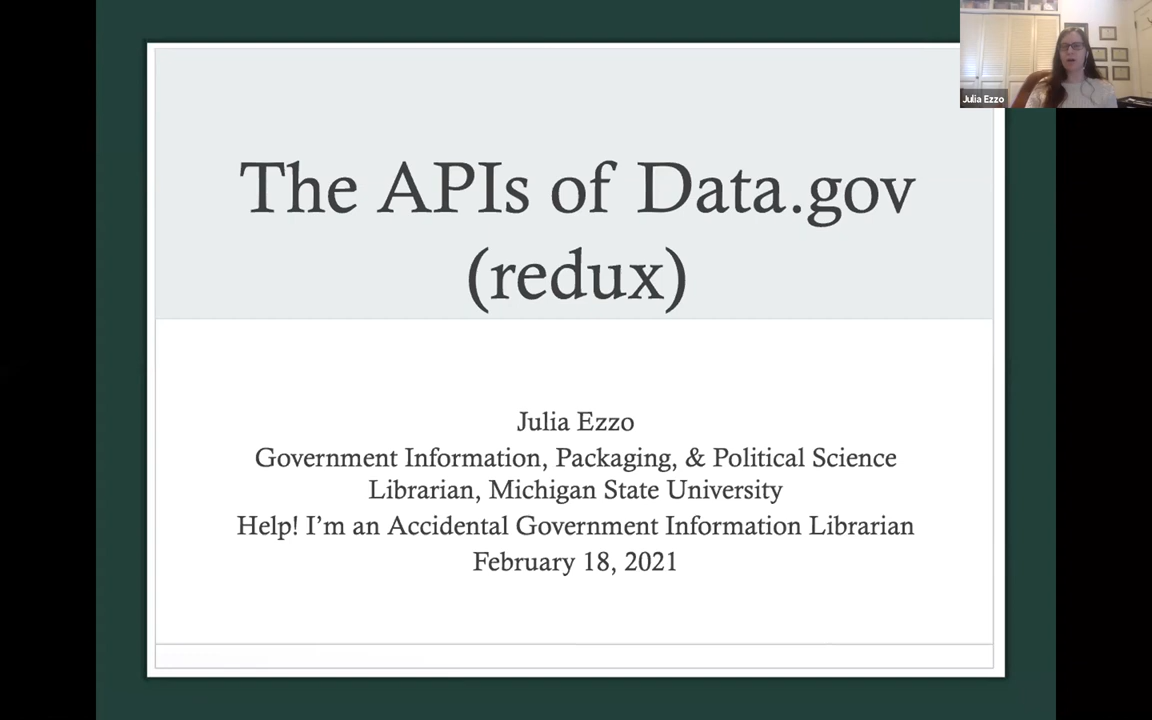 The APIs of Data.gov
(redux)
Julia Ezzo
Government Information, Packaging, & Political Science
Librarian, Michigan State University
Help! I'm an Accidental Government Information Librarian
February 18, 2021
Julia Ezzo